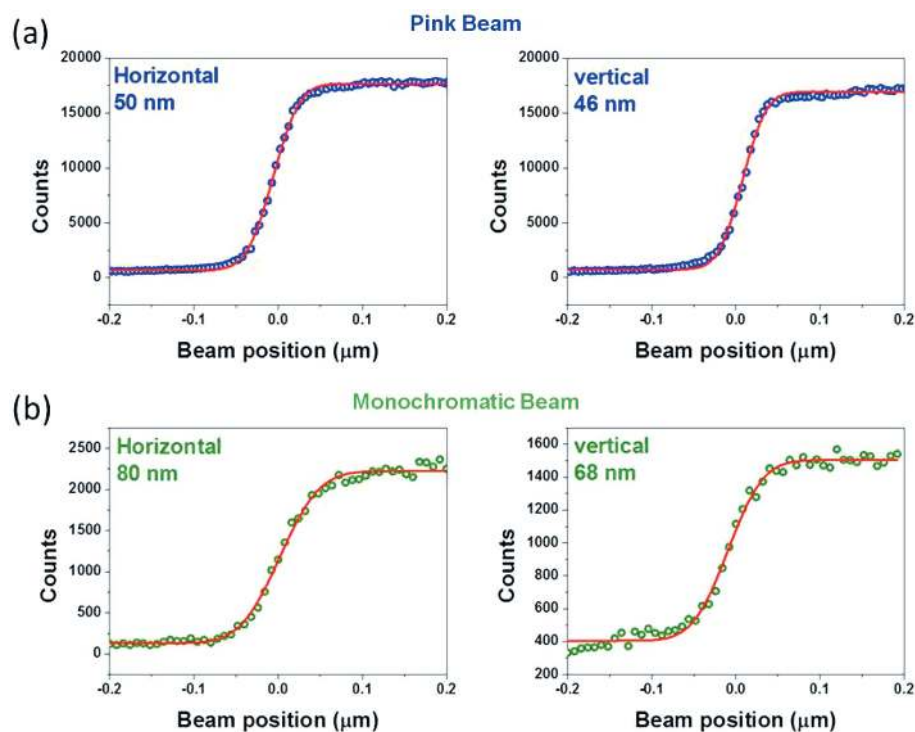 (a)
Pink Beam
Horizontal
50 nm
Counts
20000
15000
10000
5000
0
-0.2
-0.1
0.0
0.1
0.2
Beam position (μm)
vertical
46 nm
Counts
20000
15000
10000
5000
0
-0.2
-0.1
0.0
0.1
0.2
Beam position (μm)
(b)
Monochromatic Beam
Horizontal
80 nm
Counts
2500
2000
1500
1000
500
0
-0.2
-0.1
0.0
0.1
0.2
Beam position (μm)
vertical
68 nm
Counts
1600
1400
1200
1000
800
600
400
200
-0.2
-0.1
0.0
0.1
0.2
Beam position (μm)